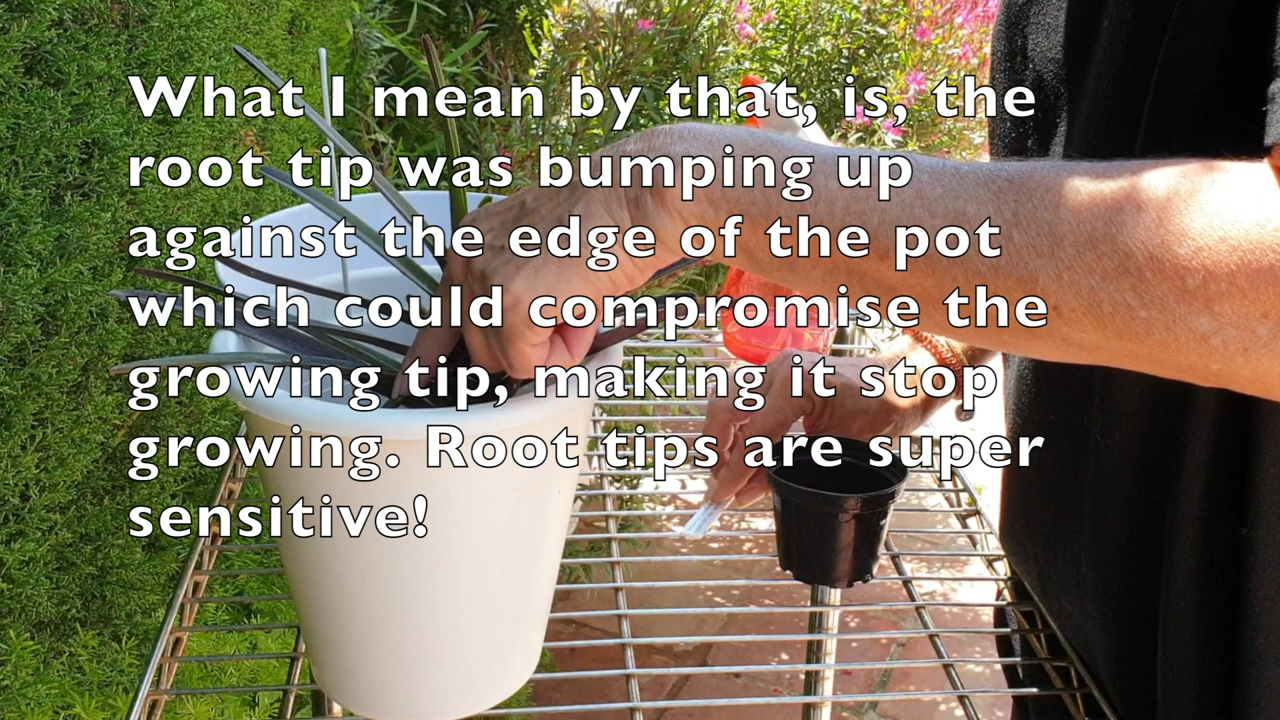 What I mean by that, is, the
root tip was bumping up
against the edge of the pot
which could compromise the
growing tip, making it stop
growing. Root tips are super
sensitive!